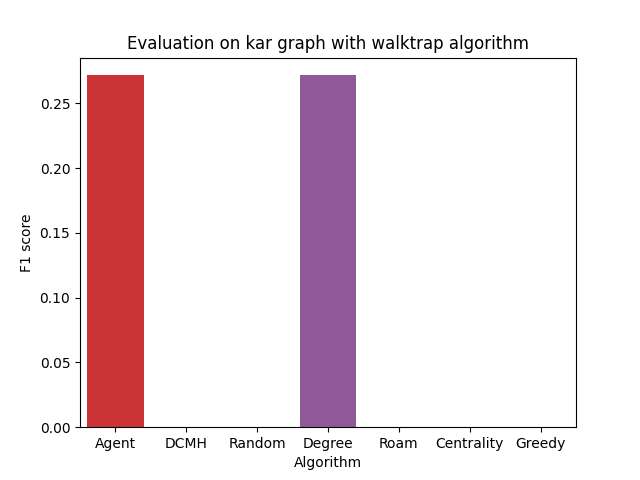 Evaluation on kar graph with walktrap algorithm
F1 score
0.25
0.20
0.15
0.10
0.05
0.00
Agent DCMH Random Degree Roam Centrality Greedy
Algorithm